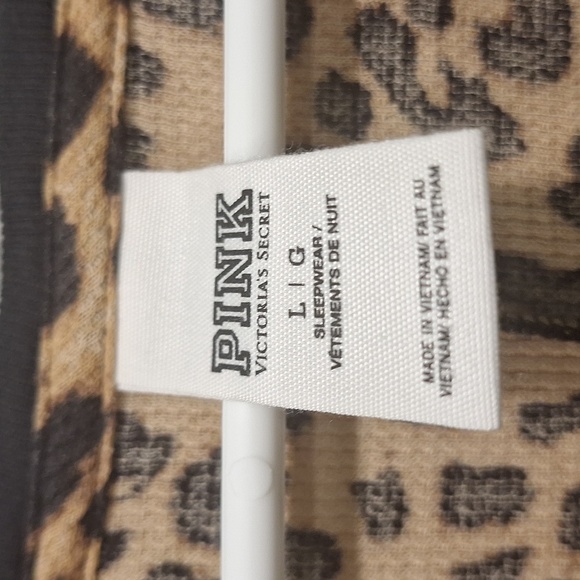 PINK
VICTORIA'S SECRET
L | G
SLEEPWEAR /
VÊTEMENTS DE NUIT
MADE IN VIETNAM/ FAIT AU
VIETNAM/ HECHO EN VIETNAM